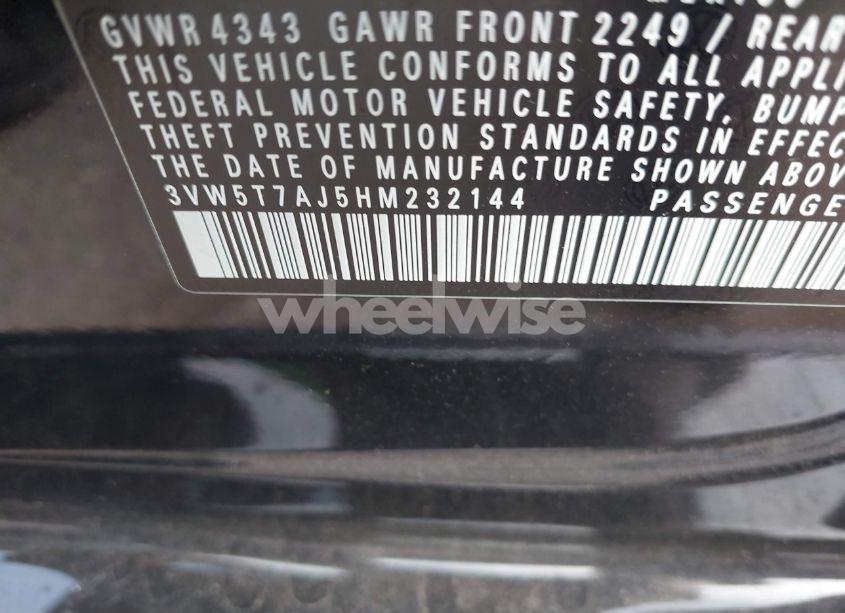 GVWR 4343 GAWR FRONT 2249 / REAR
THIS VEHICLE CONFORMS TO ALL APPLI
FEDERAL MOTOR VEHICLE SAFETY, BUMP
THEFT PREVENTION STANDARDS IN EFFEC
THE DATE OF MANUFACTURE SHOWN ABOV
3VW5T7AJ5HM232144 PASSENGE
wheelwise